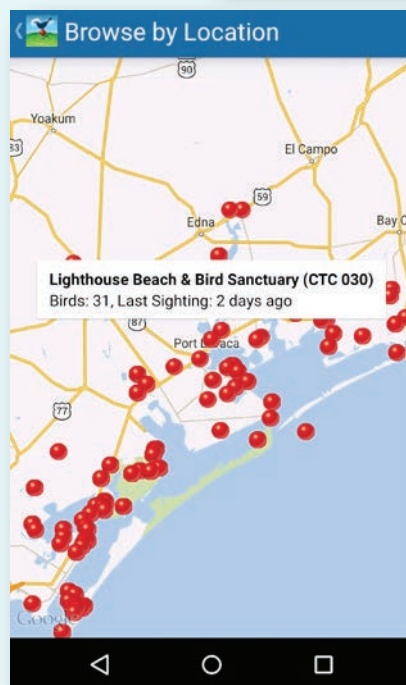 Browse by Location
90
Yoakum
El Campo
83
59
Edna
Bay C
Lighthouse Beach & Bird Sanctuary (CTC 030)
Birds: 31, Last Sighting: 2 days ago
87
Port
77
Google